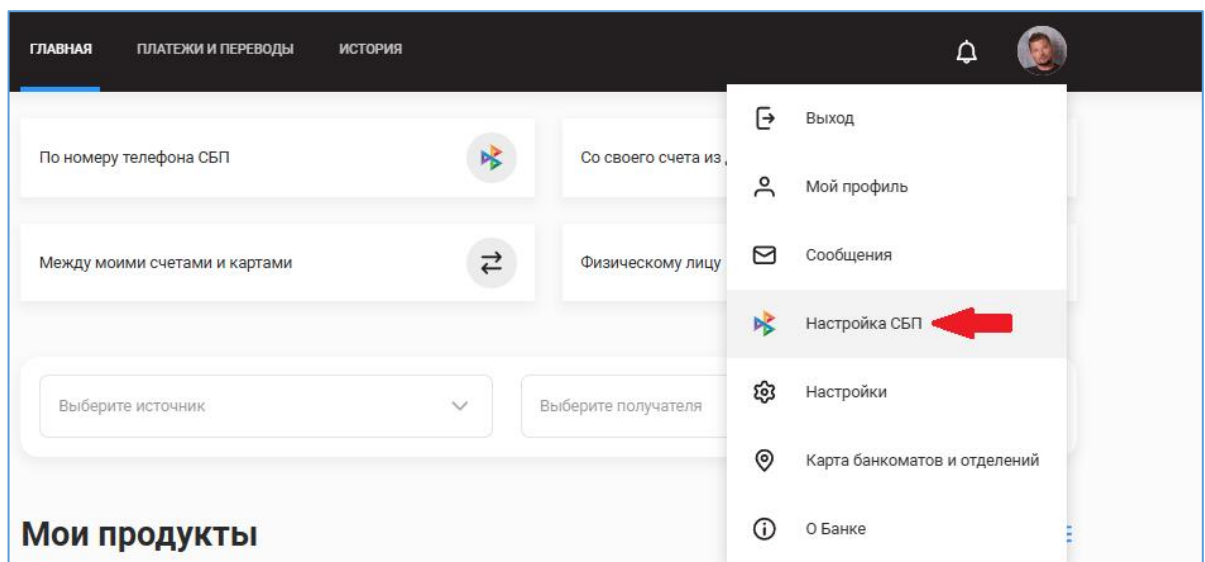 ГЛАВНАЯ ПЛАТЕЖИ И ПЕРЕВОДЫ ИСТОРИЯ
По номеру телефона СБП
Со своего счета из
Между моими счетами и картами
Физическому лицу
Выберите источник
Выберите получателя
Мои продукты
Выход
Мой профиль
Сообщения
Настройка СБП
Настройки
Карта банкоматов и отделений
О Банке